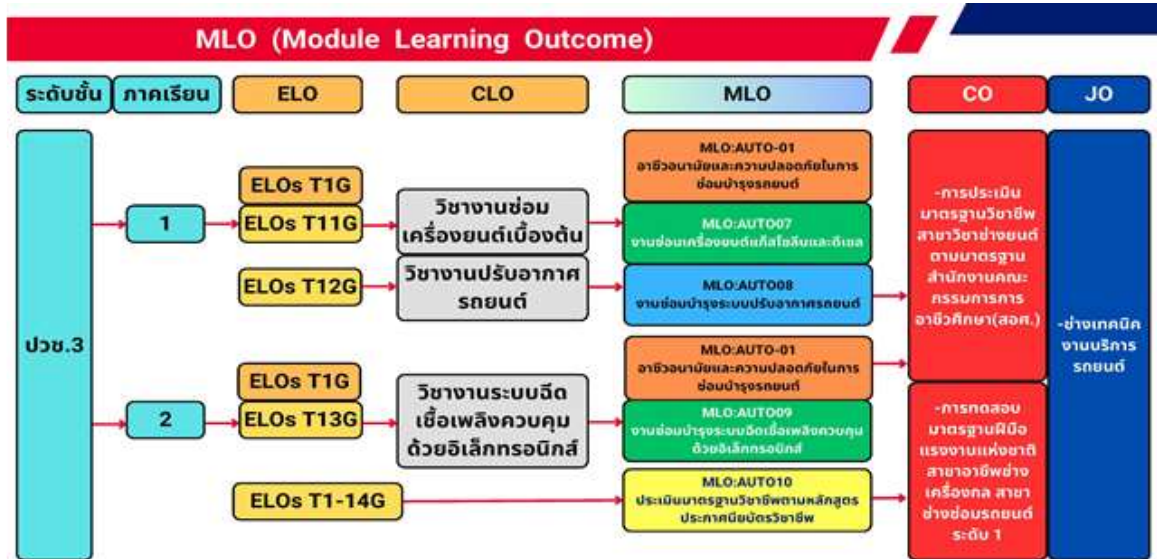 MLO (Module Learning Outcome)
ระดับชั้น
ภาคเรียน
ELO
CLO
MLO
CO
JO
ปวช.3
1
ELOs T1G
ELOs T11G
วิชางานซ่อม
เครื่องยนต์เบื้องต้น
MLO:AUTO-01
อาชีวอนามัยและความปลอดภัยในการ
ซ่อมบำรุงรถยนต์
MLO:AUTO07
งานซ่อมเครื่องยนต์แก๊สโซลีนและดีเซล
ELOs T12G
วิชางานปรับอากาศ
รถยนต์
MLO:AUTO08
งานซ่อมบำรุงระบบปรับอากาศรถยนต์
2
ELOs T1G
ELOs T13G
วิชางานระบบฉีด
เชื้อเพลิงควบคุม
ด้วยอิเล็กทรอนิกส์
MLO:AUTO-01
อาชีวอนามัยและความปลอดภัยในการ
ซ่อมบำรุงรถยนต์
MLO:AUTO09
งานซ่อมบำรุงระบบฉีดเชื้อเพลิงควบคุม
ด้วยอิเล็กทรอนิกส์
ELOs T1-14G
MLO:AUTO10
ประเมินมาตรฐานวิชาชีพตามหลักสูตร
ประกาศนียบัตรวิชาชีพ
-การประเมิน
มาตรฐานวิชาชีพ
สาขาวิชาช่างยนต์
ตามมาตรฐาน
สำนักงานคณะ
กรรมการการ
อาชีวศึกษา(สอศ.)
-การทดสอบ
มาตรฐานฝีมือ
แรงงานแห่งชาติ
สาขาอาชีพช่าง
เครื่องกล สาขา
ช่างซ่อมรถยนต์
ระดับ 1
-ช่างเทคนิค
งานบริการ
รถยนต์